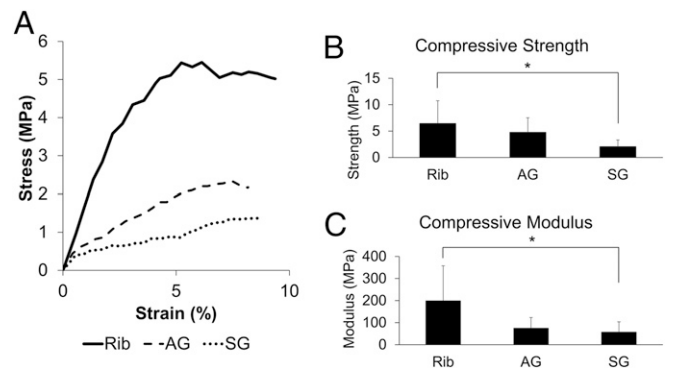 A
6
5
4
3
2
1
0
Stress (MPa)
0 5 10
Strain (%)
Rib AG SG
B
Compressive Strength
*
15
10
5
0
Strength (MPa)
Rib AG SG
C
Compressive Modulus
*
400
300
200
100
0
Modulus (MPa)
Rib AG SG